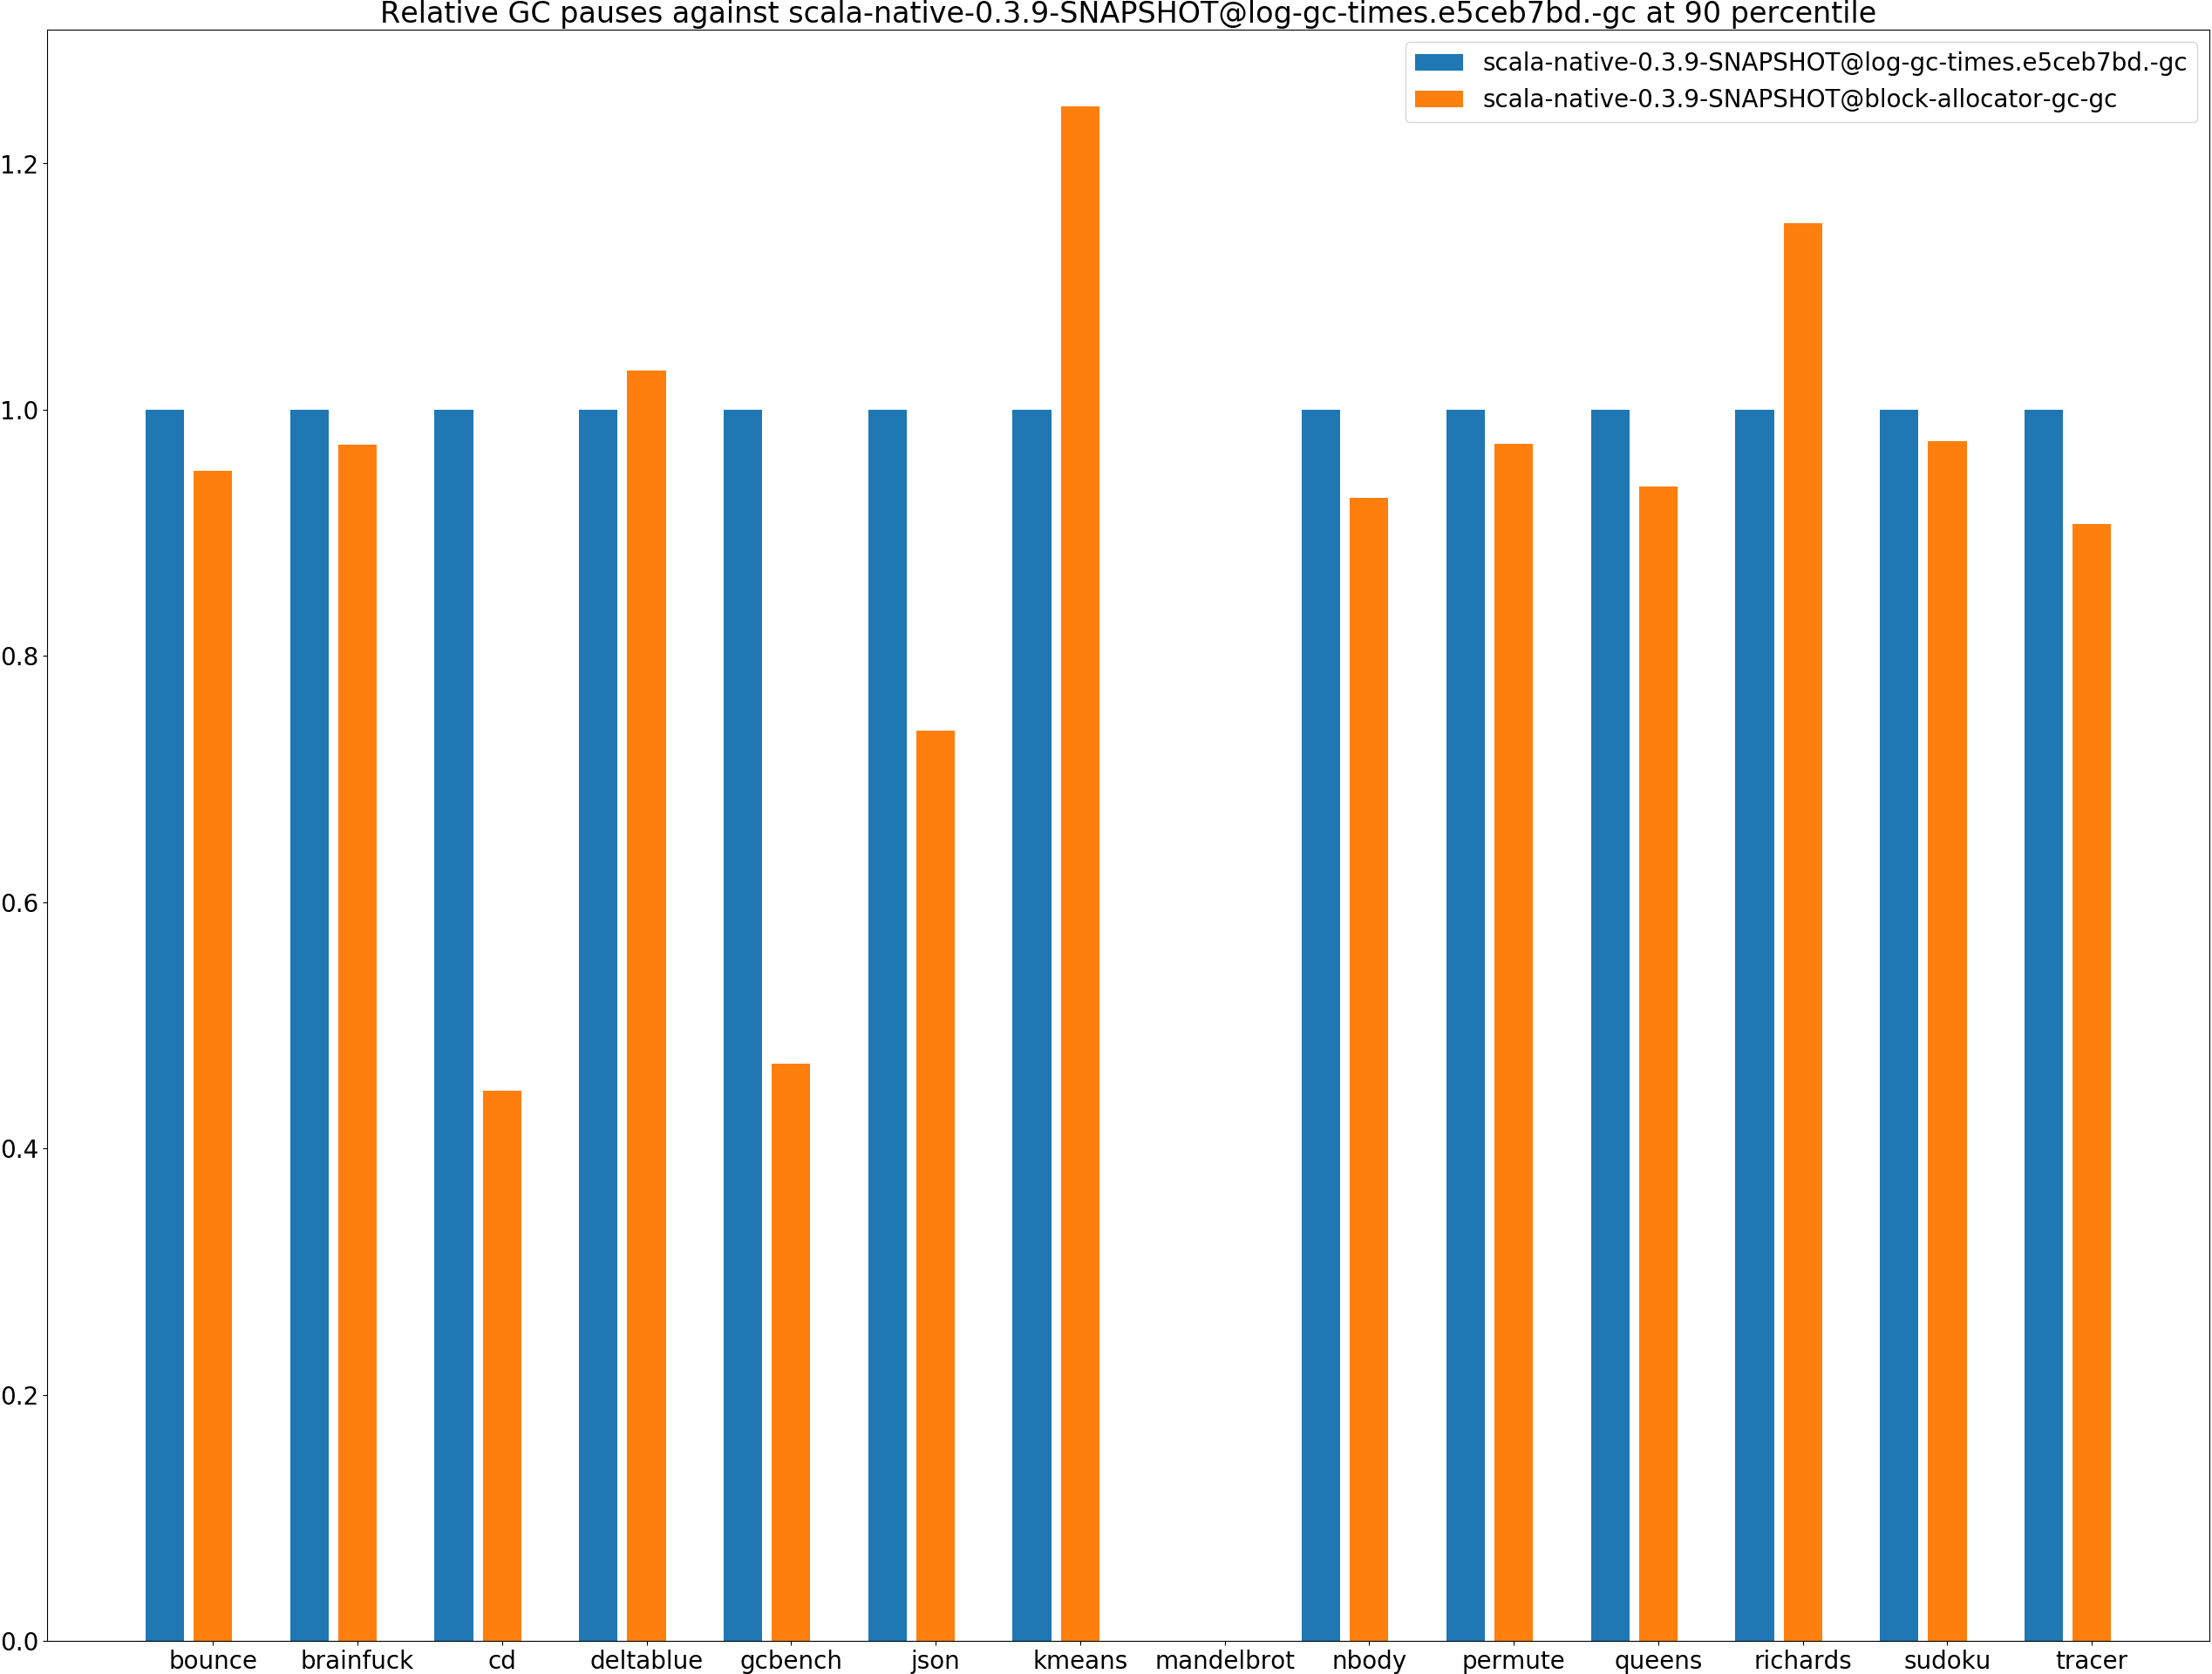 Relative GC pauses against scala-native-0.3.9-SNAPSHOT@log-gc-times.e5ceb7bd.-gc at 90 percentile
scala-native-0.3.9-SNAPSHOT@log-gc-times.e5ceb7bd.-gc
scala-native-0.3.9-SNAPSHOT@block-allocator-gc-gc
1.2
1.0
0.8
0.6
0.4
0.2
0.0
bounce brainfuck cd deltablue gcbench json kmeans mandelbrot nbody permute queens richards sudoku tracer